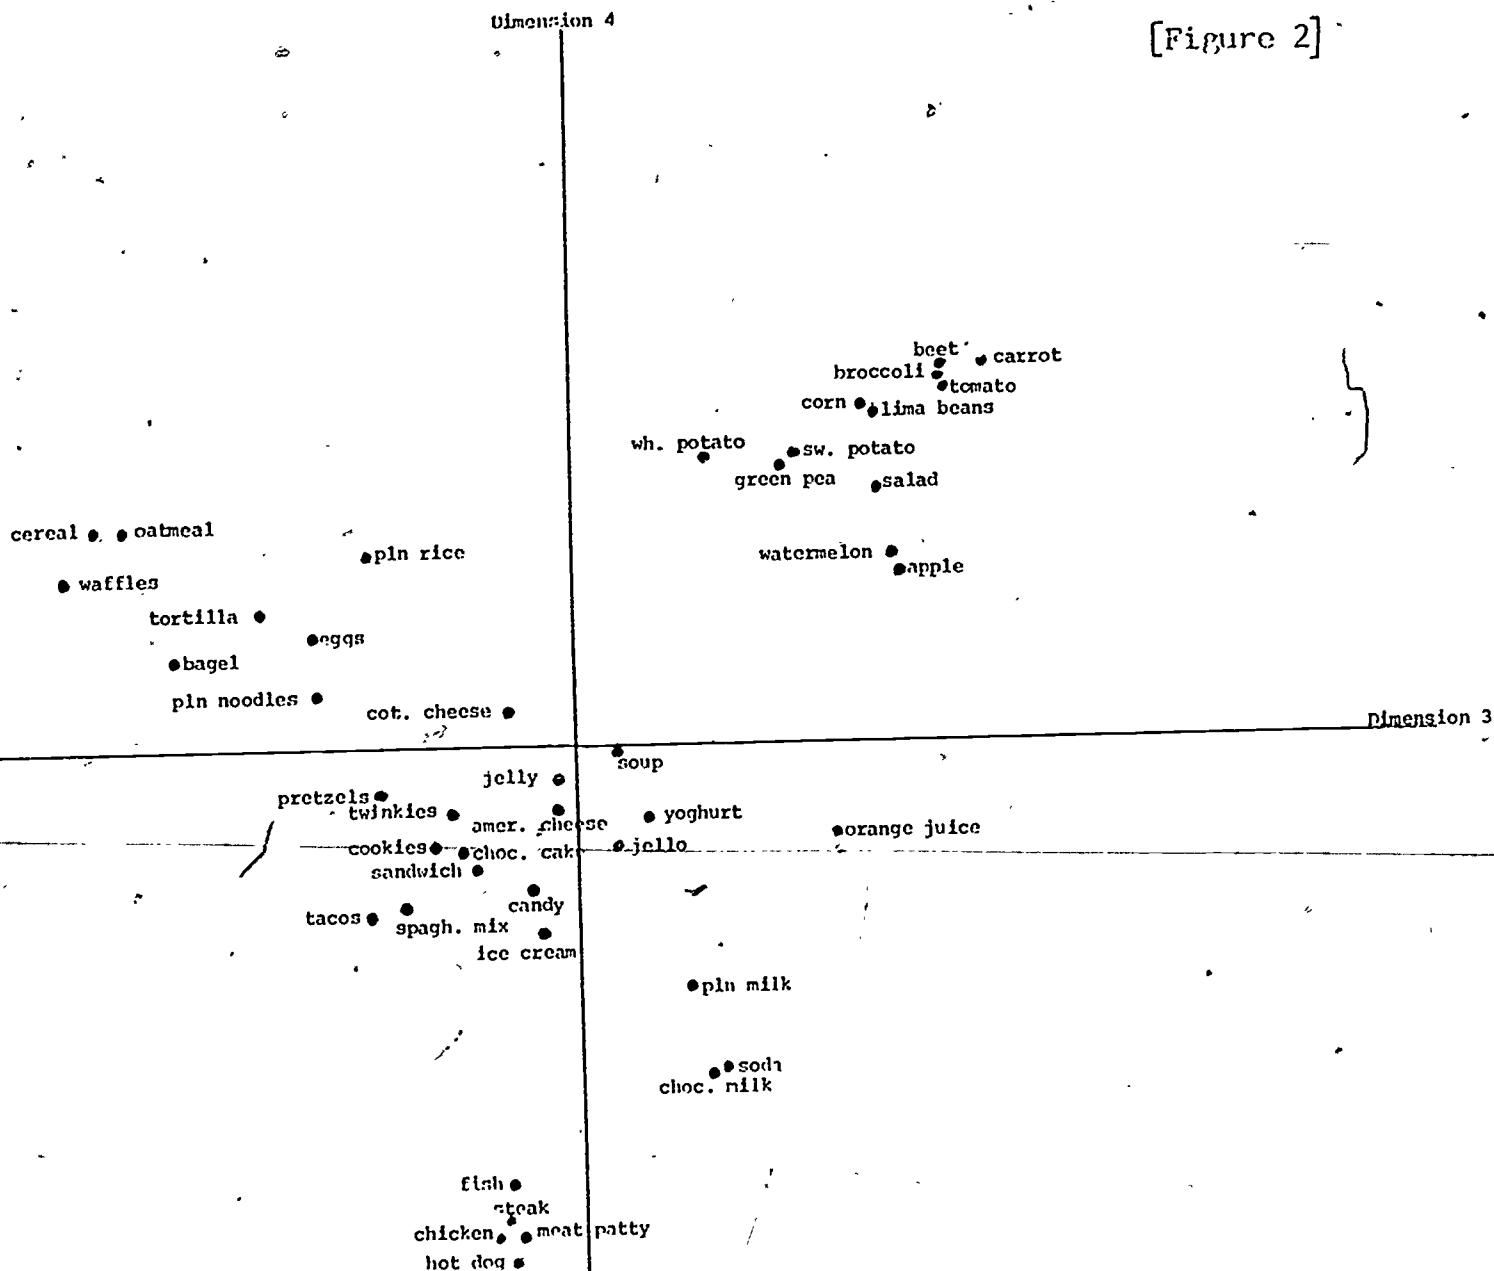 Dimension 4
[Figure 2]
beet
carrot
broccoli
tomato
corn
lima beans
wh. potato
sw. potato
green pea
salad
cereal
oatmeal
pln rice
watermelon
apple
waffles
tortilla
eggs
bagel
pln noodles
cot. cheese
Dimension 3
soup
jelly
pretzels
twinkies
amer. cheese
yoghurt
orange juice
cookies
choc. cak
jello
sandwich
candy
tacos
spagh. mix
ice cream
pln milk
soda
choc. milk
fish
steak
chicken
meat patty
hot dog